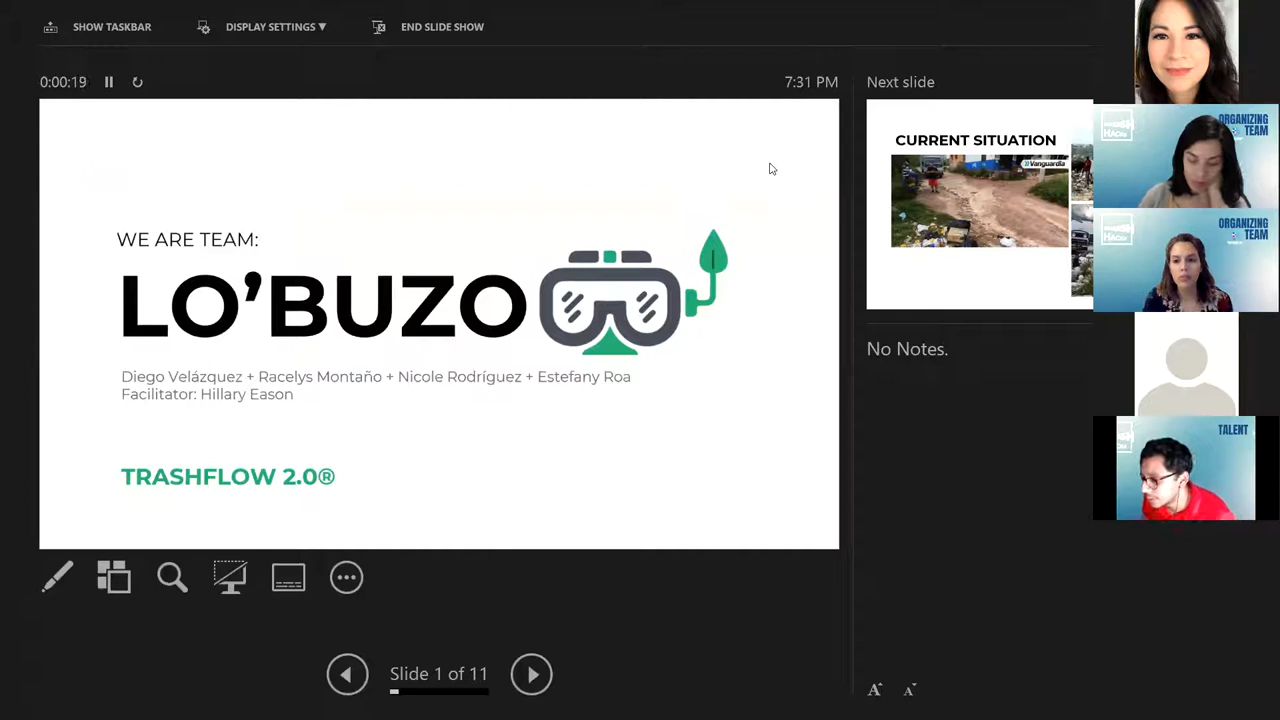 SHOW TASKBAR
DISPLAY SETTINGS ▼
END SLIDE SHOW
0:00:19
7:31 PM
Next slide
WE ARE TEAM:
LO’BUZO
Diego Velázquez + Racelys Montaño + Nicole Rodríguez + Estefany Roa
Facilitator: Hillary Eason
TRASHFLOW 2.0®
CURRENT SITUATION
Vanguardia
No Notes.
Slide 1 of 11
A
A
ORGANIZING
TEAM
ORGANIZING
TEAM
TALENT